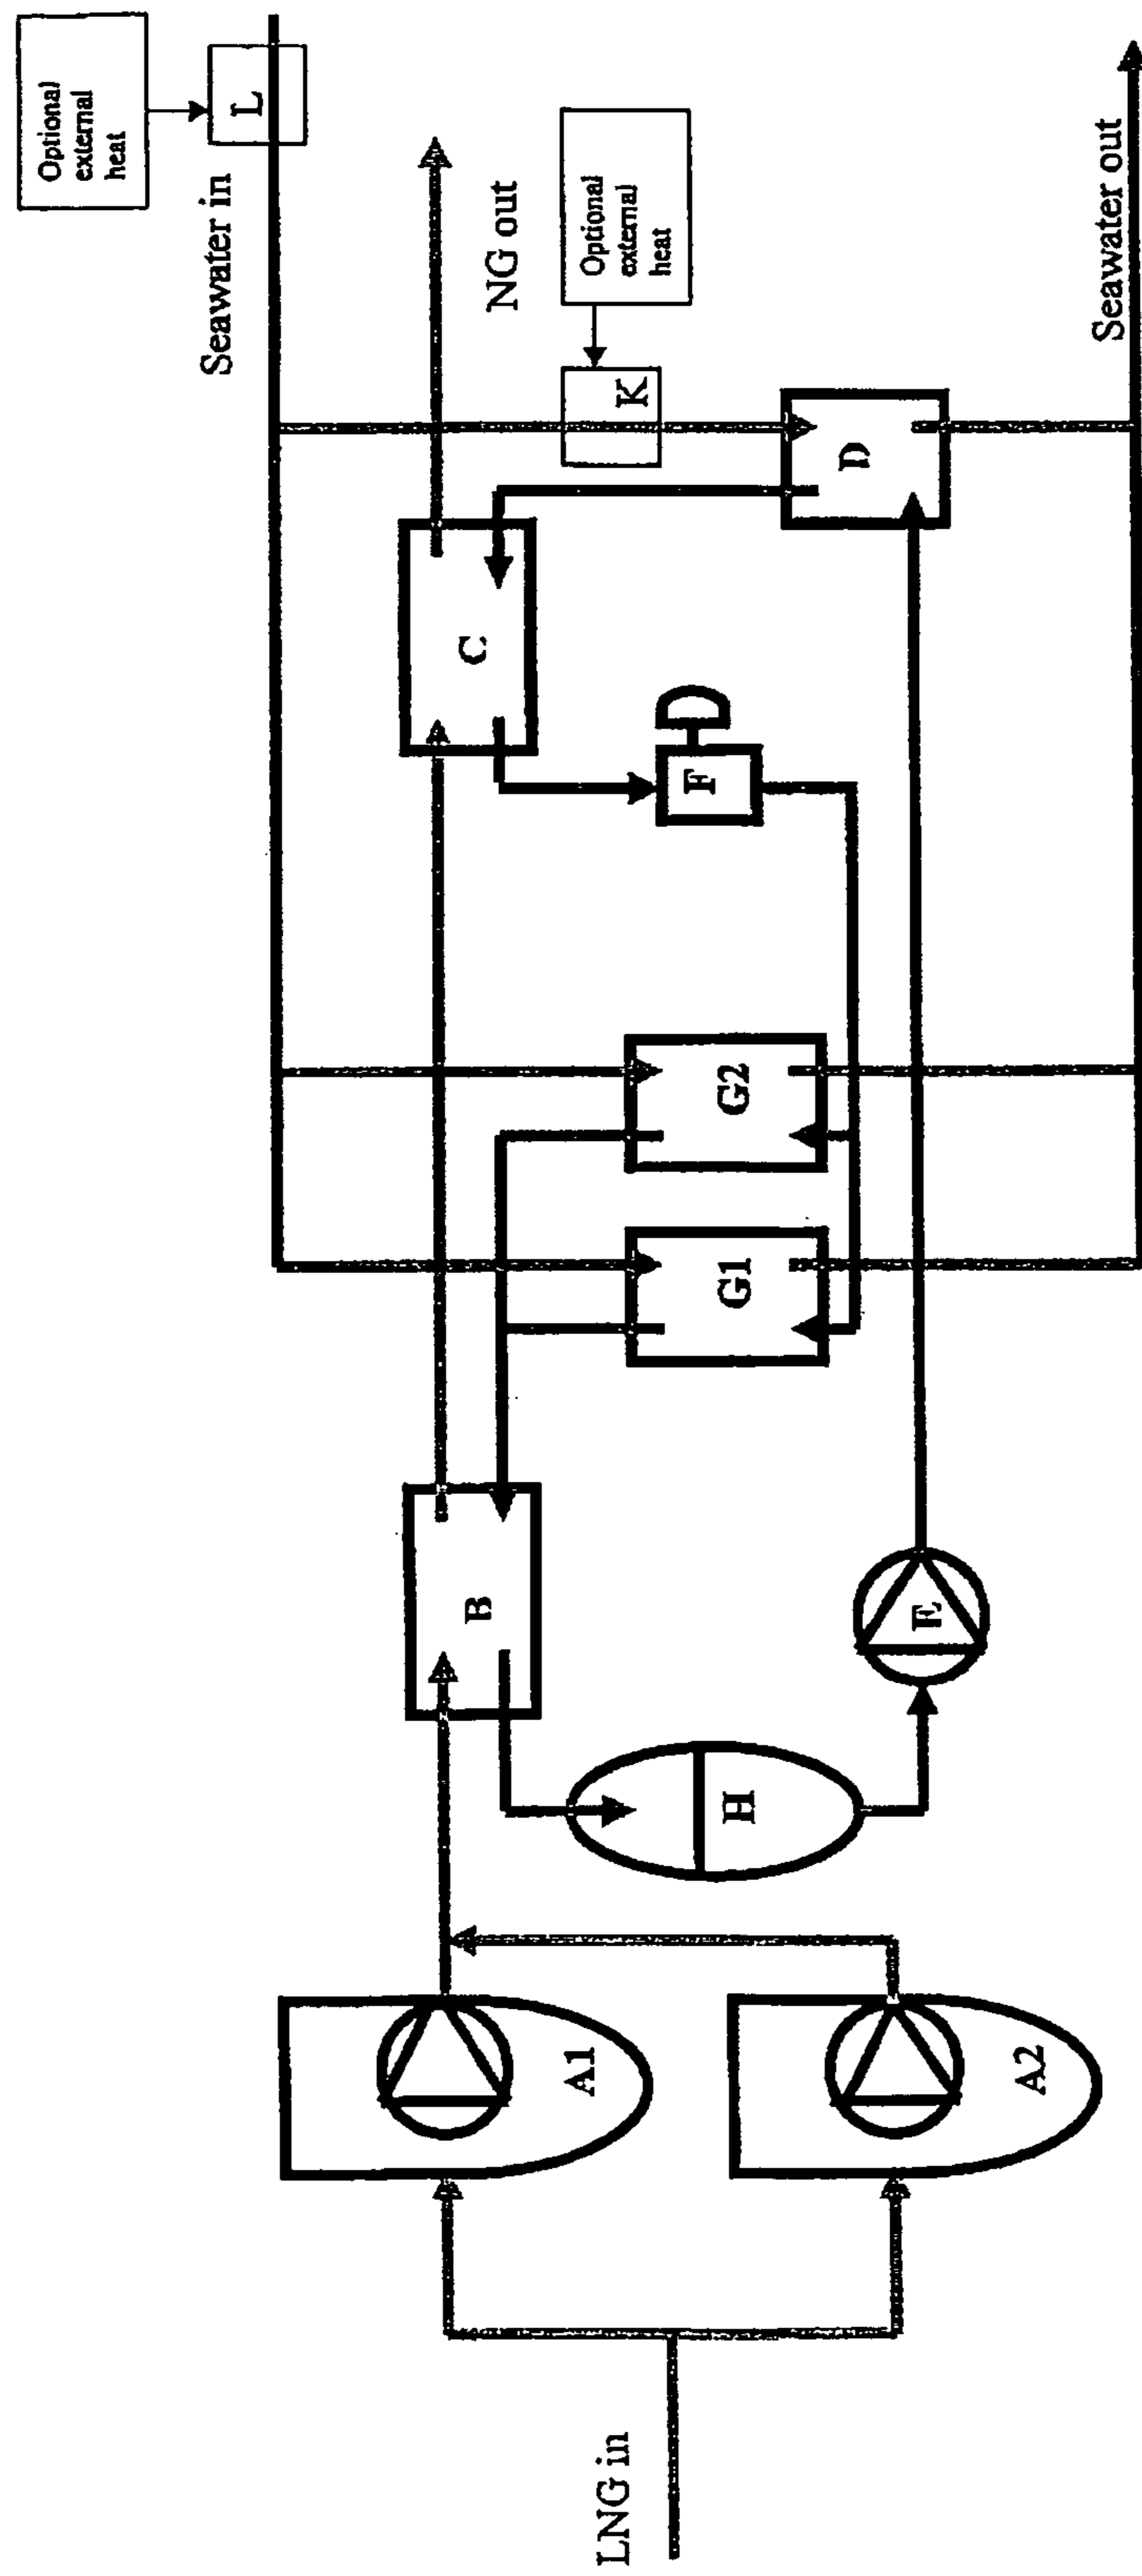 Optional
external
heat
L
Seawater in
NG out
Optional
external
heat
K
Seawater out
D
C
F
G2
G1
B
E
H
A1
A2
LNG in